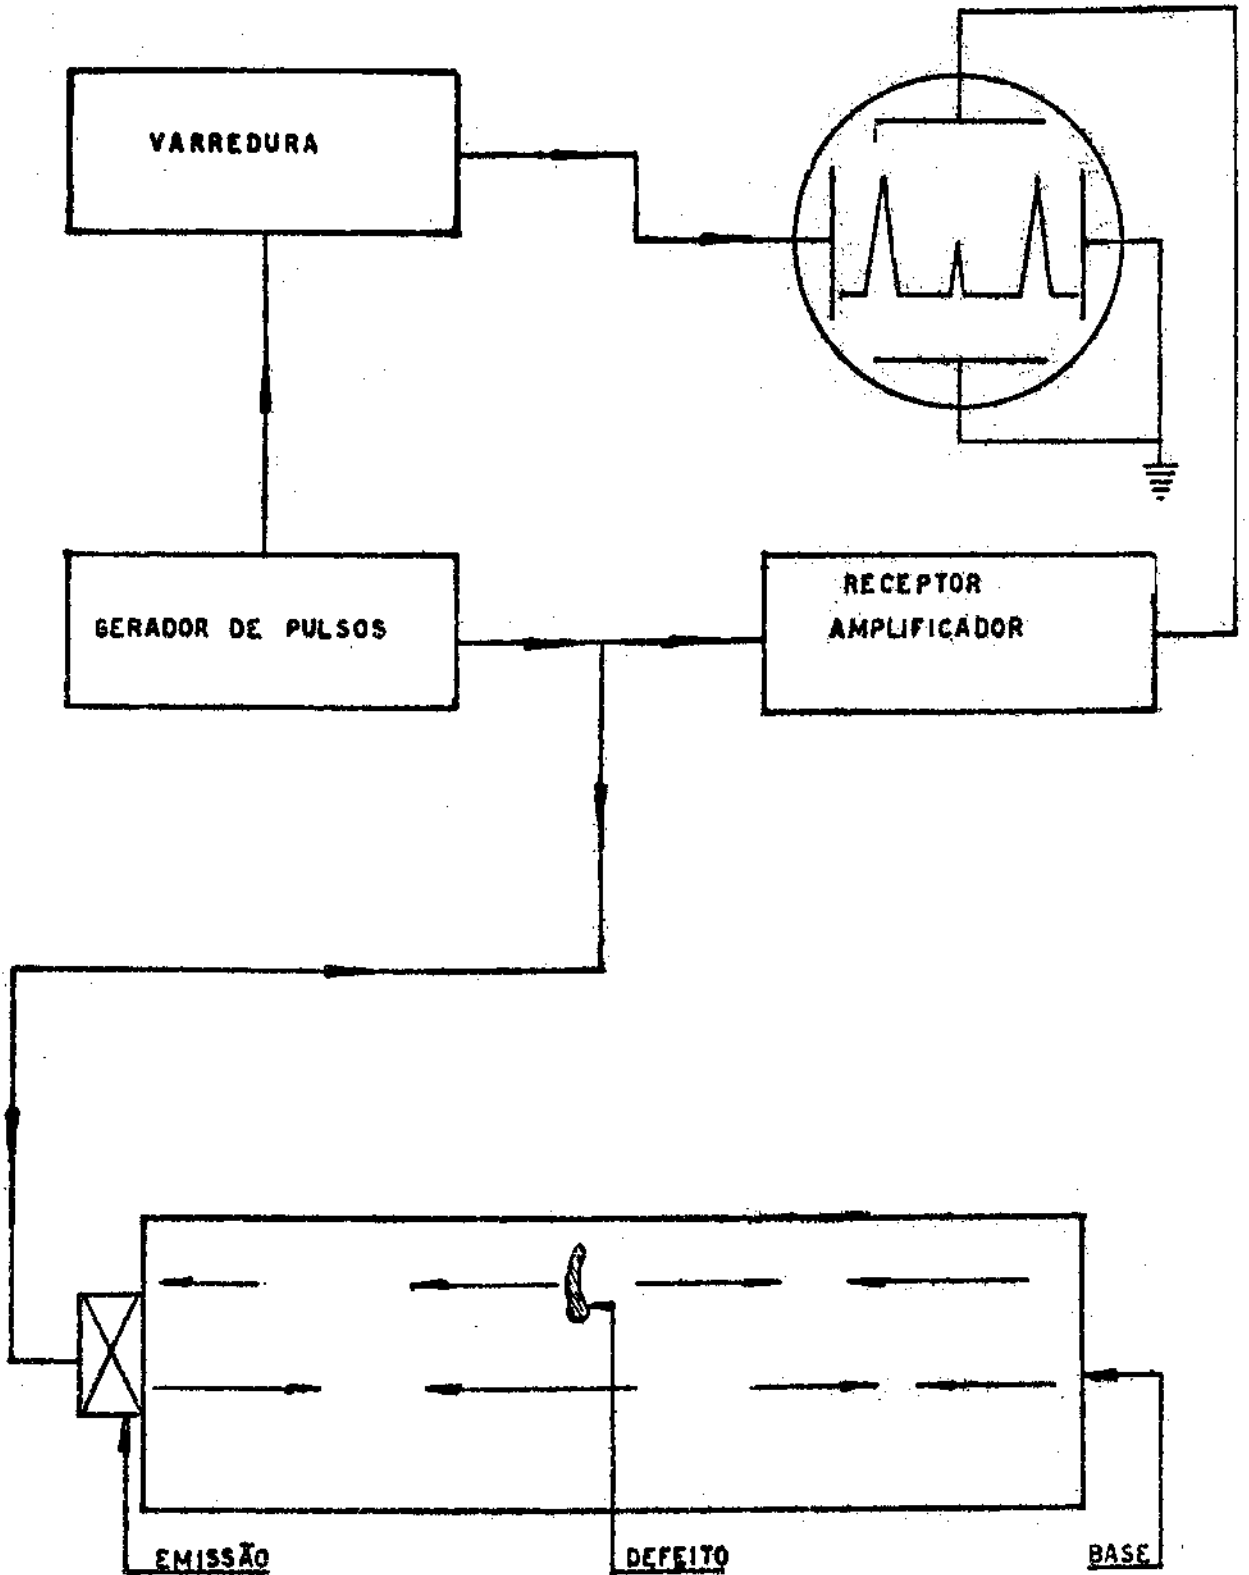 VARREDURA
GERADOR DE PULSOS
RECEPTOR
AMPLIFICADOR
EMISSÃO
DEFEITO
BASE